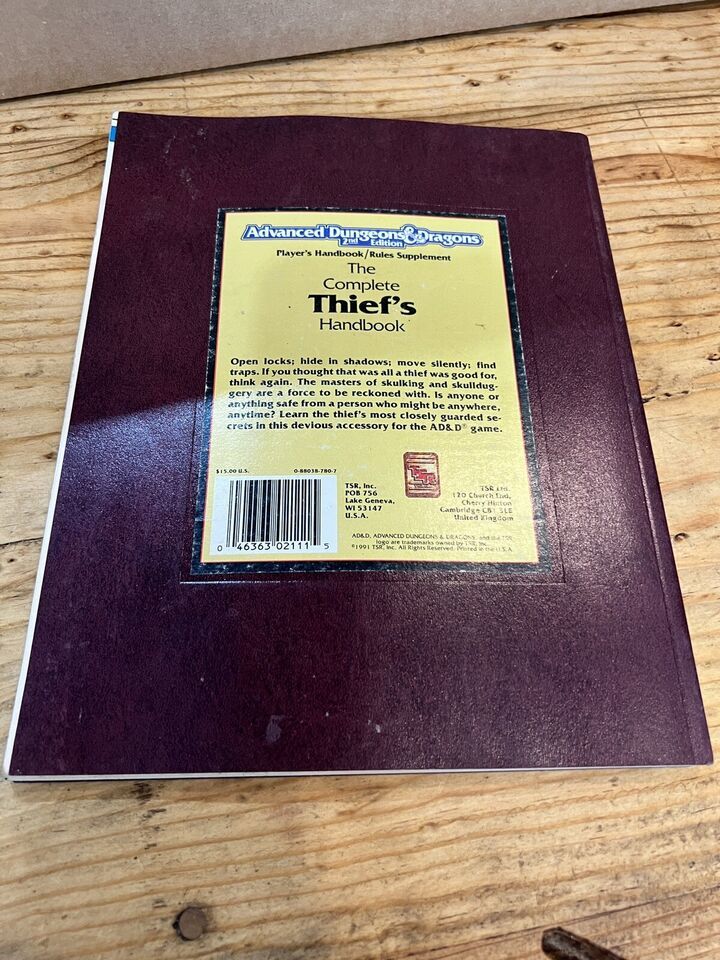 Advanced Dungeons & Dragons
2nd Edition
Player's Handbook/Rules Supplement
The
Complete
Thief's
Handbook
Open locks; hide in shadows; move silently; find
traps. If you thought that was all a thief was good for,
think again. The masters of skulking and skulldug-
gery are a force to be reckoned with. Is anyone or
anything safe from a person who might be anywhere,
anytime? Learn the thief's most closely guarded se-
crets in this devious accessory for the AD&D® game.
$15.00 U.S. 0-88038-780-7
TSR, Inc.
POB 756
Lake Geneva,
WI 53147
U.S.A.
TSR
TSR Ltd.
120 Church End,
Cherry Hinton
Cambridge CB1 3LE
United Kingdom
0 46363 02111 5
AD&D, ADVANCED DUNGEONS & DRAGONS, and the TSR
logo are trademarks owned by TSR, Inc.
©1991 TSR, Inc. All Rights Reserved. Printed in the U.S.A.